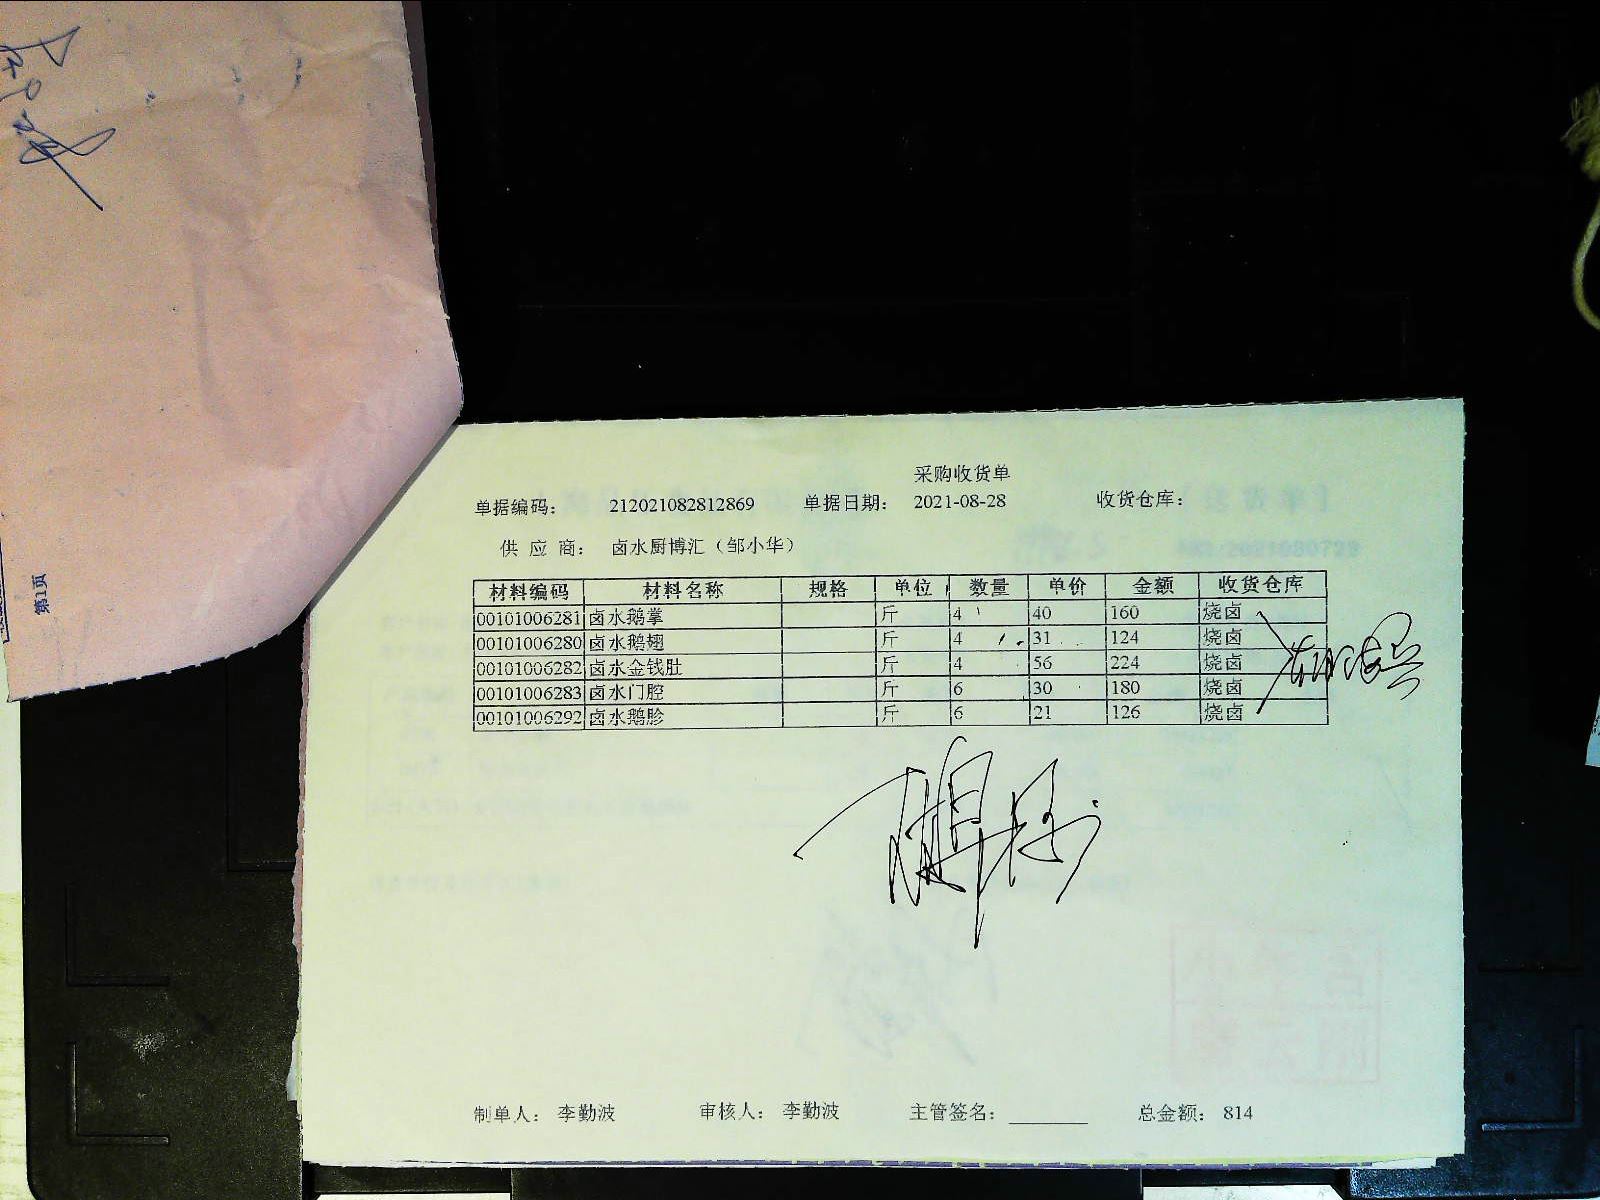 采购收货单
单据编码： 212021082812869 单据日期： 2021-08-28 收货仓库：
供 应 商： 卤水厨博汇（邹小华）
材料编码 材料名称 规格 单位 数量 单价 金额 收货仓库
00101006281 卤水鹅掌 斤 4 40 160 烧卤
00101006280 卤水鹅翅 斤 4 31 124 烧卤
00101006282 卤水金钱肚 斤 4 56 224 烧卤
00101006283 卤水门腔 斤 6 30 180 烧卤
00101006292 卤水鹅胗 斤 6 21 126 烧卤
制单人： 李勤波 审核人： 李勤波 主管签名： 总金额： 814
第1页